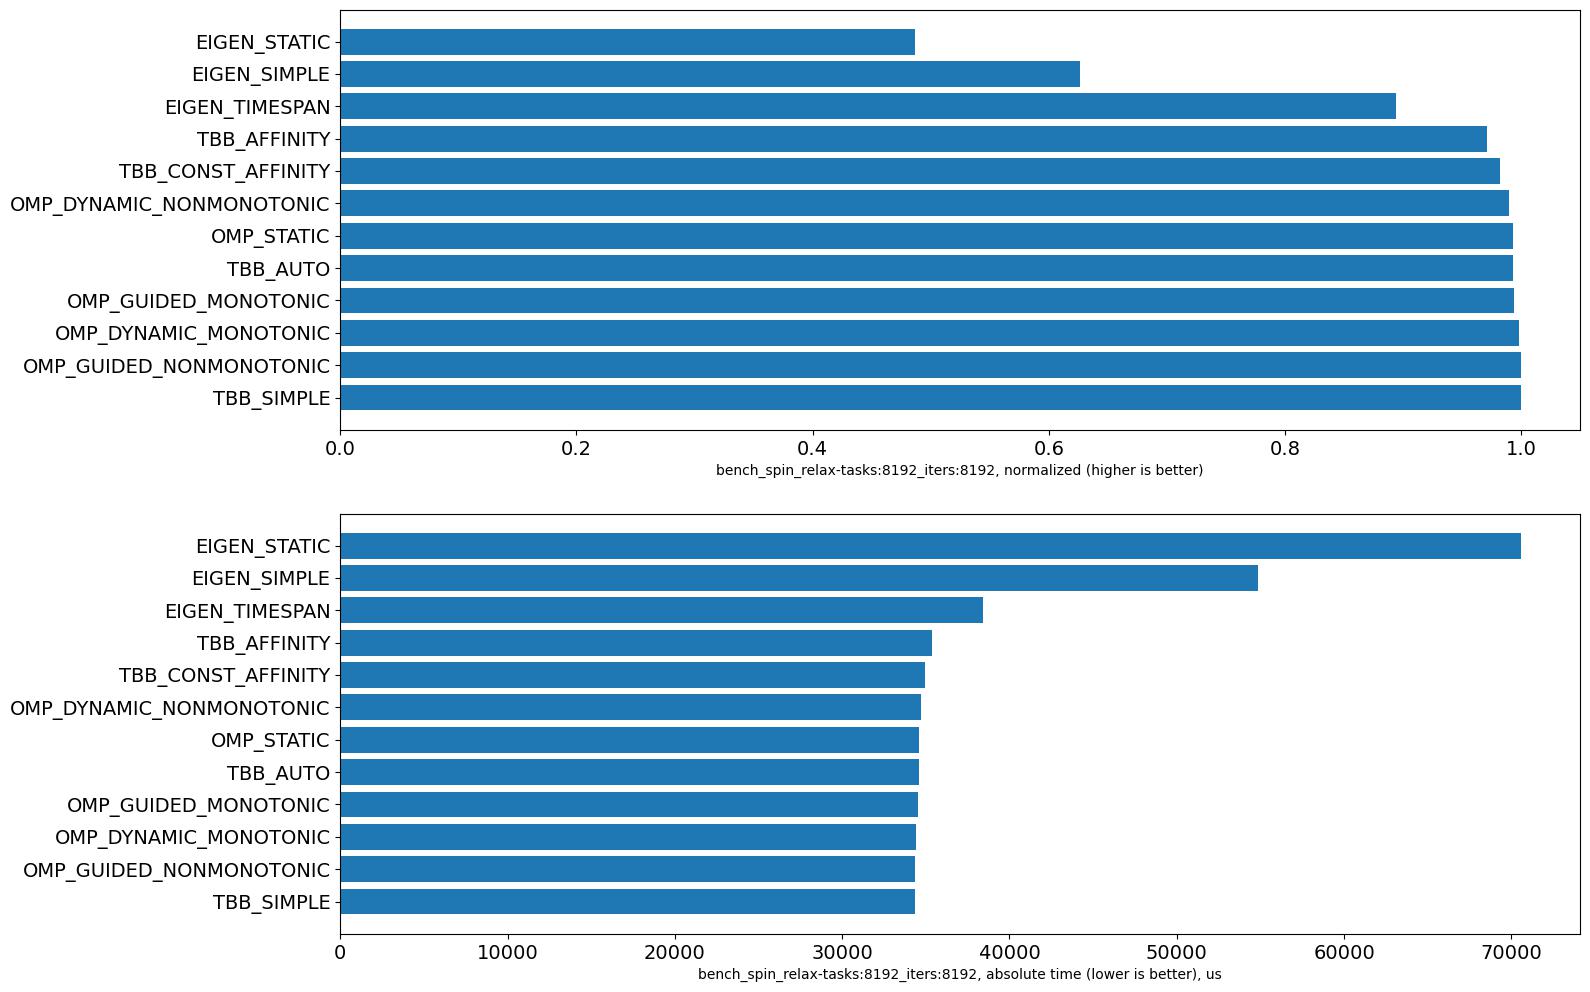 EIGEN_STATIC
EIGEN_SIMPLE
EIGEN_TIMESPAN
TBB_AFFINITY
TBB_CONST_AFFINITY
OMP_DYNAMIC_NONMONOTONIC
OMP_STATIC
TBB_AUTO
OMP_GUIDED_MONOTONIC
OMP_DYNAMIC_MONOTONIC
OMP_GUIDED_NONMONOTONIC
TBB_SIMPLE
0.0 0.2 0.4 0.6 0.8 1.0
bench_spin_relax-tasks:8192_iters:8192, normalized (higher is better)
EIGEN_STATIC
EIGEN_SIMPLE
EIGEN_TIMESPAN
TBB_AFFINITY
TBB_CONST_AFFINITY
OMP_DYNAMIC_NONMONOTONIC
OMP_STATIC
TBB_AUTO
OMP_GUIDED_MONOTONIC
OMP_DYNAMIC_MONOTONIC
OMP_GUIDED_NONMONOTONIC
TBB_SIMPLE
0 10000 20000 30000 40000 50000 60000 70000
bench_spin_relax-tasks:8192_iters:8192, absolute time (lower is better), us